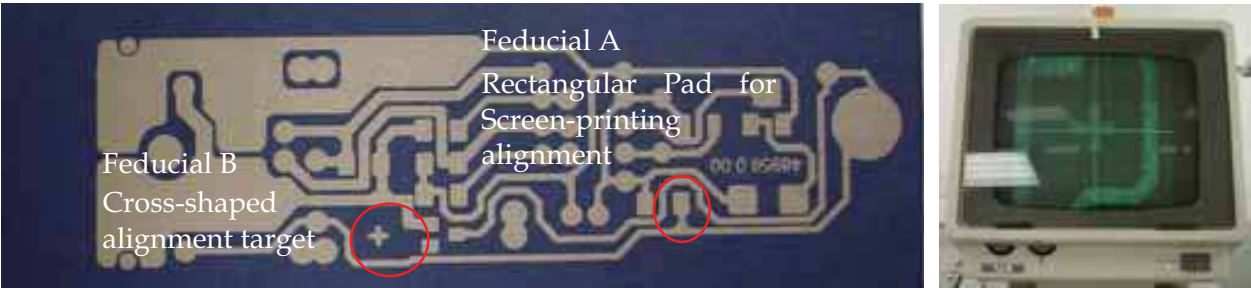 Feducial A
Rectangular Pad for
Screen-printing
alignment
Feducial B
Cross-shaped
alignment target